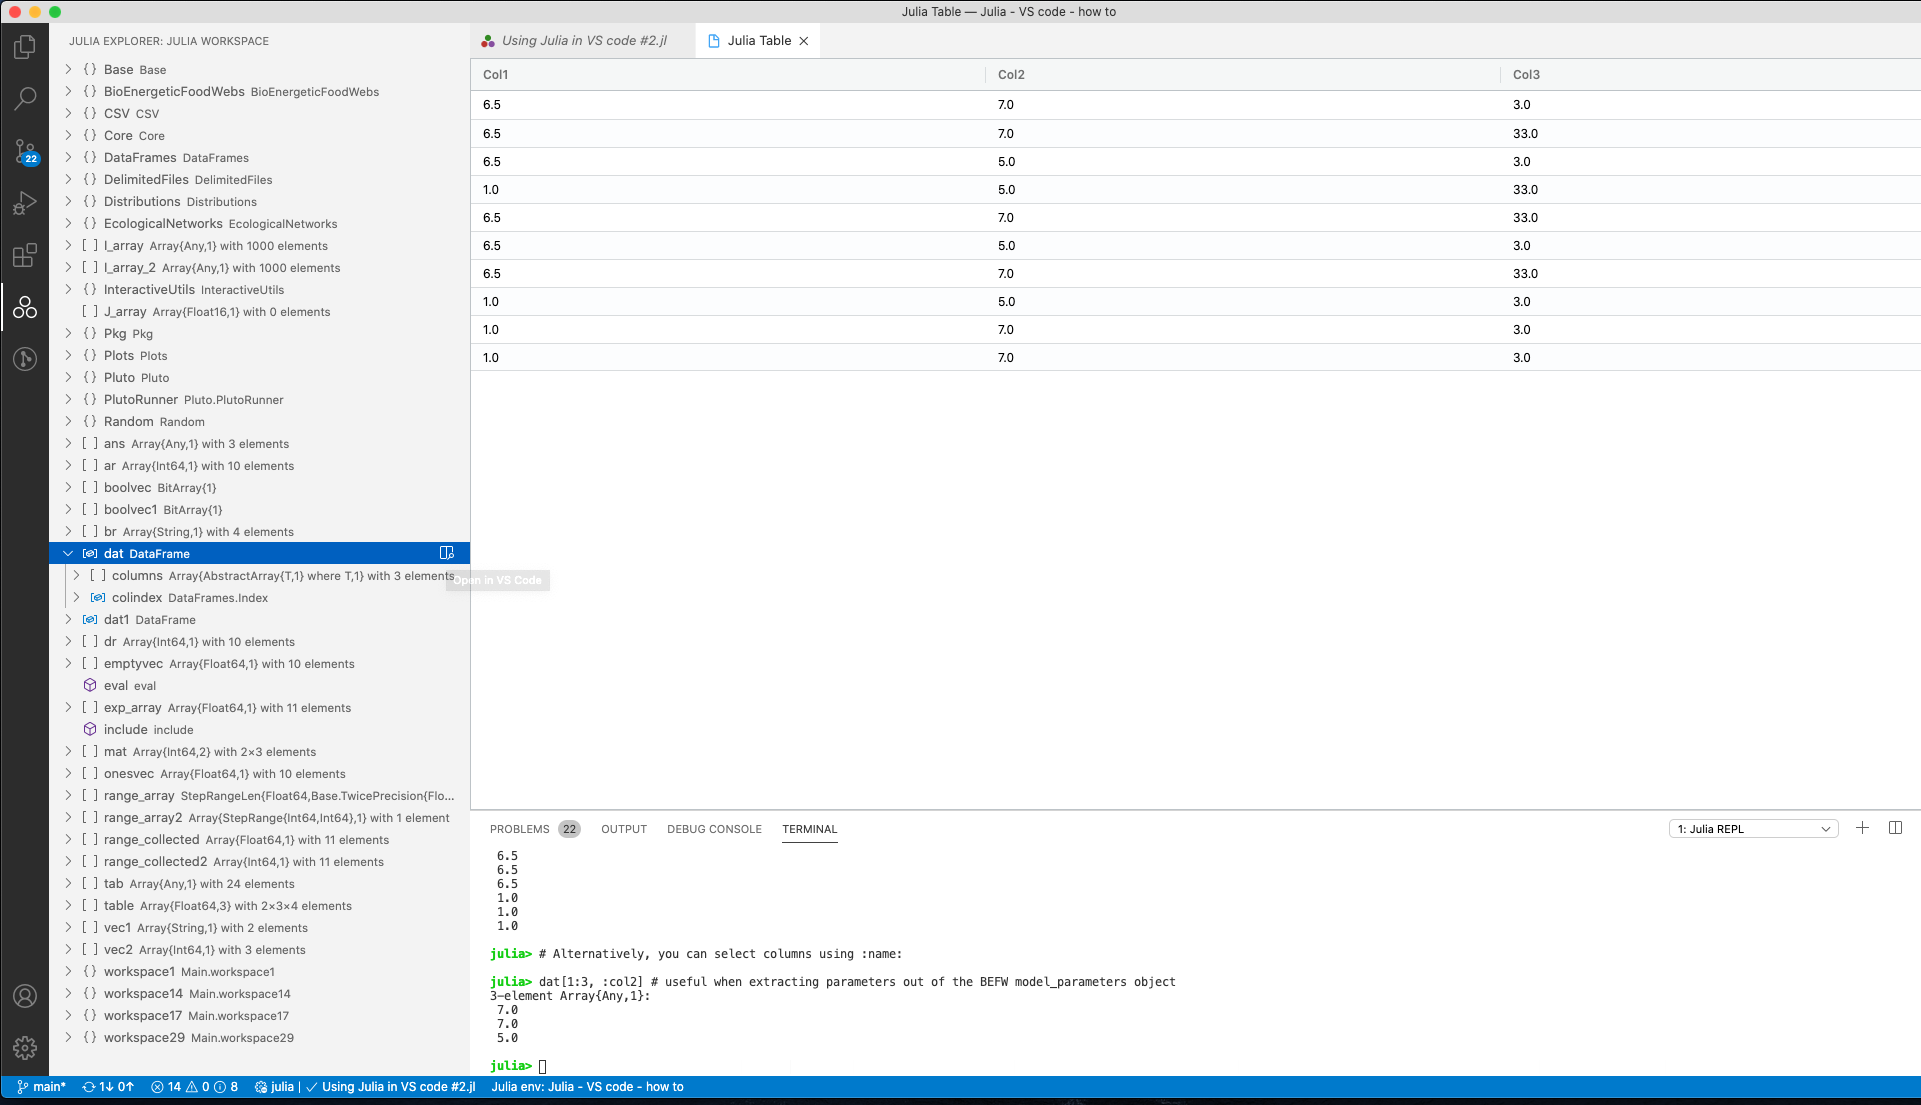 Julia Table — Julia - VS code - how to
JULIA EXPLORER: JULIA WORKSPACE
{} Base Base
{} BioEnergeticFoodWebs BioEnergeticFoodWebs
{} CSV CSV
{} Core Core
{} DataFrames DataFrames
{} DelimitedFiles DelimitedFiles
{} Distributions Distributions
{} EcologicalNetworks EcologicalNetworks
[ ] I_array Array{Any,1} with 1000 elements
[ ] I_array_2 Array{Any,1} with 1000 elements
{} InteractiveUtils InteractiveUtils
[ ] J_array Array{Float16,1} with 0 elements
{} Pkg Pkg
{} Plots Plots
{} Pluto Pluto
{} PlutoRunner Pluto.PlutoRunner
{} Random Random
[ ] ans Array{Any,1} with 3 elements
[ ] ar Array{Int64,1} with 10 elements
[ ] boolvec BitArray{1}
[ ] boolvec1 BitArray{1}
[ ] br Array{String,1} with 4 elements
dat DataFrame
[ ] columns Array{AbstractArray{T,1} where T,1} with 3 elements
Open in VS Code
colindex DataFrames.Index
dat1 DataFrame
[ ] dr Array{Int64,1} with 10 elements
[ ] emptyvec Array{Float64,1} with 10 elements
eval eval
[ ] exp_array Array{Float64,1} with 11 elements
include include
[ ] mat Array{Int64,2} with 2×3 elements
[ ] onesvec Array{Float64,1} with 10 elements
[ ] range_array StepRangeLen{Float64,Base.TwicePrecision{Flo...
[ ] range_array2 Array{StepRange{Int64,Int64},1} with 1 element
[ ] range_collected Array{Float64,1} with 11 elements
[ ] range_collected2 Array{Int64,1} with 11 elements
[ ] tab Array{Any,1} with 24 elements
[ ] table Array{Float64,3} with 2×3×4 elements
[ ] vec1 Array{String,1} with 2 elements
[ ] vec2 Array{Int64,1} with 3 elements
{} workspace1 Main.workspace1
{} workspace14 Main.workspace14
{} workspace17 Main.workspace17
{} workspace29 Main.workspace29
22
Using Julia in VS code #2.jl Julia Table
Col1 Col2 Col3
6.5 7.0 3.0
6.5 7.0 33.0
6.5 5.0 3.0
1.0 5.0 33.0
6.5 7.0 33.0
6.5 5.0 3.0
6.5 7.0 33.0
1.0 5.0 3.0
1.0 7.0 3.0
1.0 7.0 3.0
PROBLEMS 22 OUTPUT DEBUG CONSOLE TERMINAL 1: Julia REPL
6.5
6.5
6.5
1.0
1.0
1.0
julia> # Alternatively, you can select columns using :name:
julia> dat[1:3, :col2] # useful when extracting parameters out of the BEFW model_parameters object
3-element Array{Any,1}:
7.0
7.0
5.0
julia>
main* 1↓ 0↑ 14 0 8 julia | ✓ Using Julia in VS code #2.jl Julia env: Julia - VS code - how to